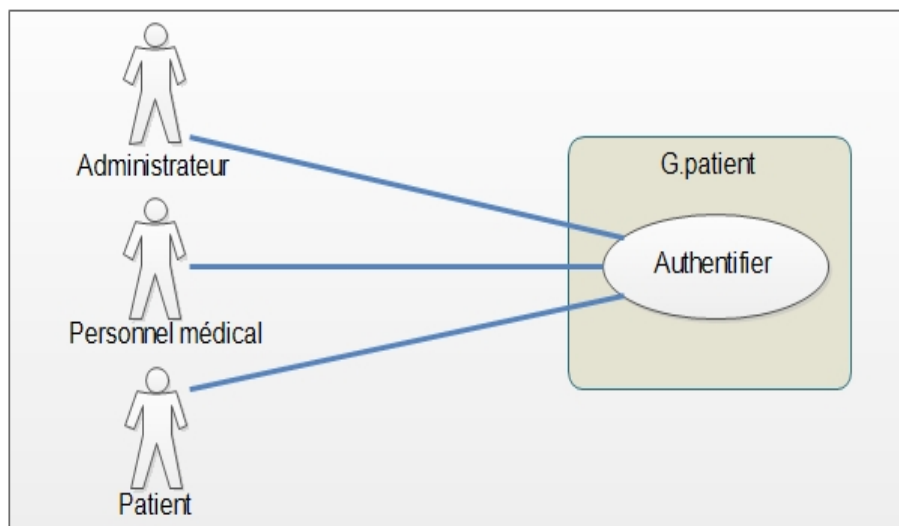 Administrateur
G.patient
Authentifier
Personnel médical
Patient